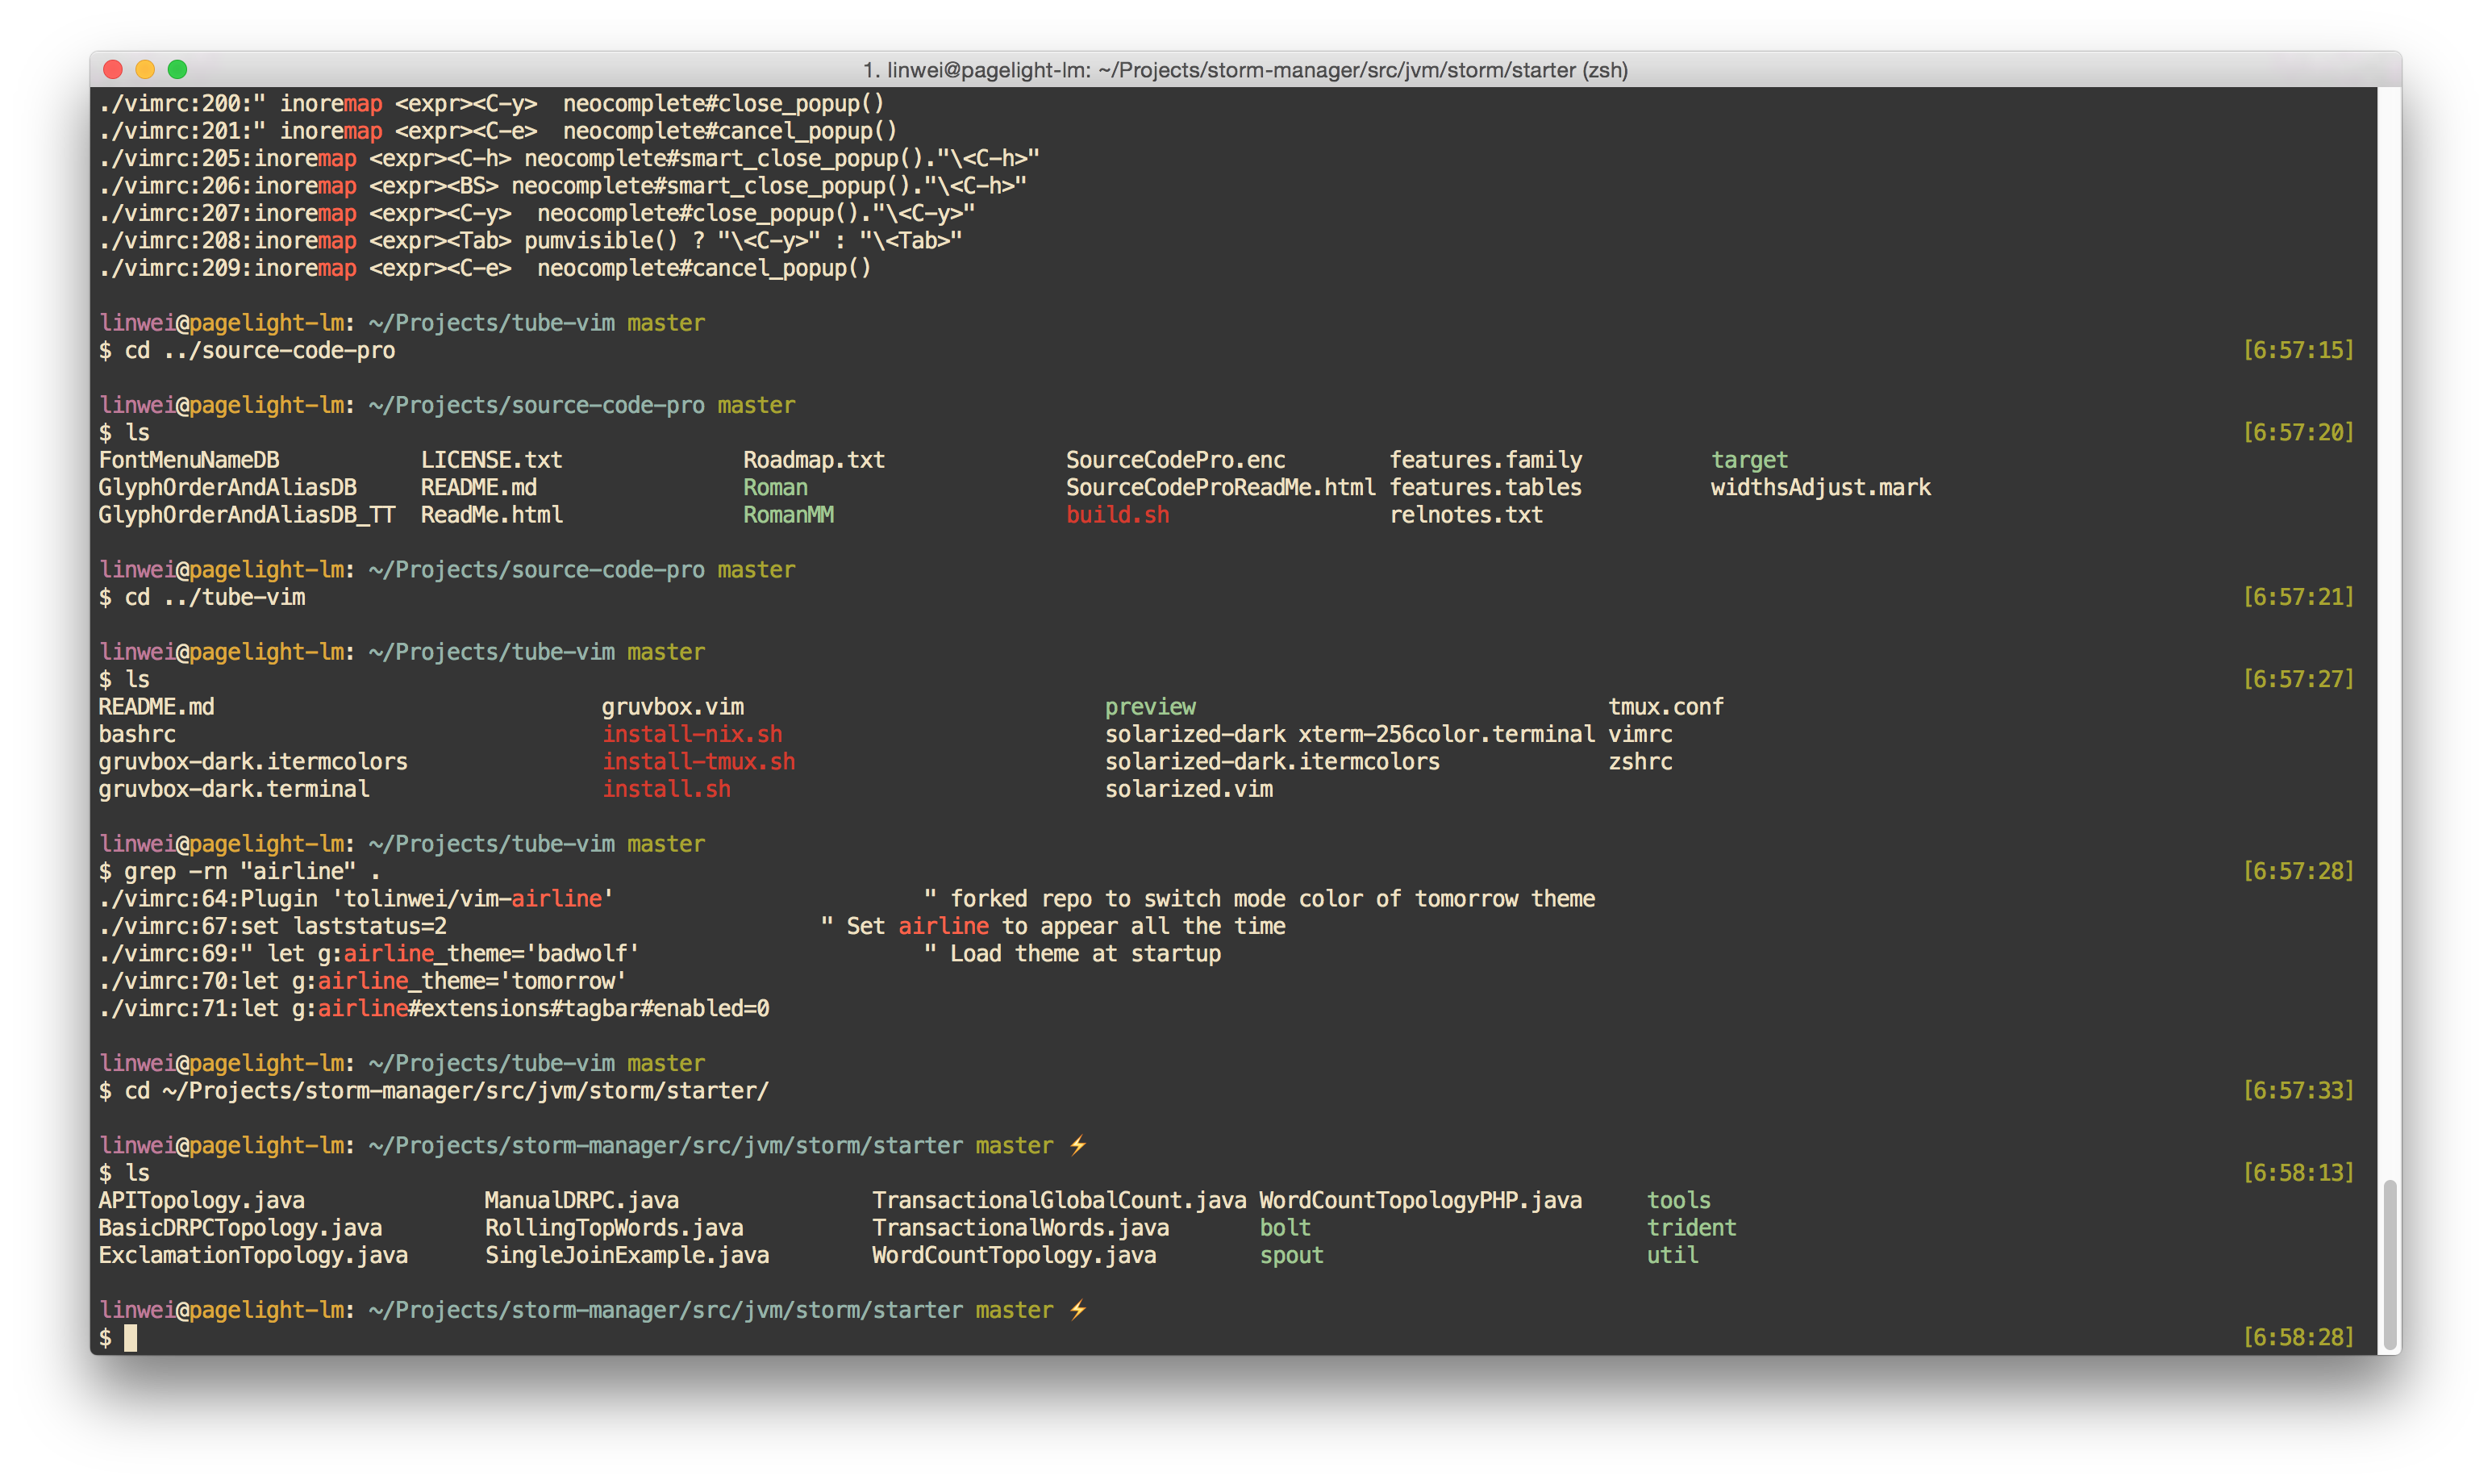 1. linwei@pagelight-lm: ~/Projects/storm-manager/src/jvm/storm/starter (zsh)
./vimrc:200:" inoremap <expr><C-y>  neocomplete#close_popup()
./vimrc:201:" inoremap <expr><C-e>  neocomplete#cancel_popup()
./vimrc:205:inoremap <expr><C-h> neocomplete#smart_close_popup()."\<C-h>"
./vimrc:206:inoremap <expr><BS> neocomplete#smart_close_popup()."\<C-h>"
./vimrc:207:inoremap <expr><C-y>  neocomplete#close_popup()."\<C-y>"
./vimrc:208:inoremap <expr><Tab> pumvisible() ? "\<C-y>" : "\<Tab>"
./vimrc:209:inoremap <expr><C-e>  neocomplete#cancel_popup()
linwei@pagelight-lm: ~/Projects/tube-vim master
$ cd ../source-code-pro [6:57:15]
linwei@pagelight-lm: ~/Projects/source-code-pro master
$ ls [6:57:20]
FontMenuNameDB LICENSE.txt Roadmap.txt SourceCodePro.enc features.family target
GlyphOrderAndAliasDB README.md Roman SourceCodeProReadMe.html features.tables widthsAdjust.mark
GlyphOrderAndAliasDB_TT ReadMe.html RomanMM build.sh relnotes.txt
linwei@pagelight-lm: ~/Projects/source-code-pro master
$ cd ../tube-vim [6:57:21]
linwei@pagelight-lm: ~/Projects/tube-vim master
$ ls [6:57:27]
README.md gruvbox.vim preview tmux.conf
bashrc install-nix.sh solarized-dark xterm-256color.terminal vimrc
gruvbox-dark.itermcolors install-tmux.sh solarized-dark.itermcolors zshrc
gruvbox-dark.terminal install.sh solarized.vim
linwei@pagelight-lm: ~/Projects/tube-vim master
$ grep -rn "airline" . [6:57:28]
./vimrc:64:Plugin 'tolinwei/vim-airline' " forked repo to switch mode color of tomorrow theme
./vimrc:67:set laststatus=2 " Set airline to appear all the time
./vimrc:69:" let g:airline_theme='badwolf' " Load theme at startup
./vimrc:70:let g:airline_theme='tomorrow'
./vimrc:71:let g:airline#extensions#tagbar#enabled=0
linwei@pagelight-lm: ~/Projects/tube-vim master
$ cd ~/Projects/storm-manager/src/jvm/storm/starter/ [6:57:33]
linwei@pagelight-lm: ~/Projects/storm-manager/src/jvm/storm/starter master ⚡
$ ls [6:58:13]
APITopology.java ManualDRPC.java TransactionalGlobalCount.java WordCountTopologyPHP.java tools
BasicDRPCTopology.java RollingTopWords.java TransactionalWords.java bolt trident
ExclamationTopology.java SingleJoinExample.java WordCountTopology.java spout util
linwei@pagelight-lm: ~/Projects/storm-manager/src/jvm/storm/starter master ⚡
$ [6:58:28]